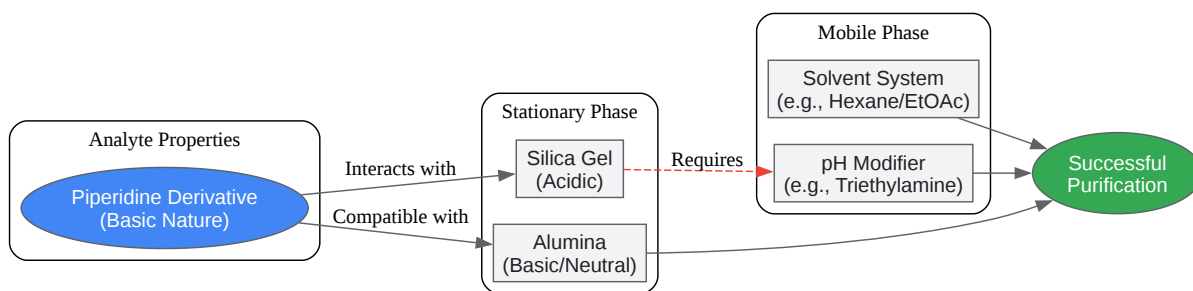 Analyte Properties
Piperidine Derivative
(Basic Nature)
Interacts with
Compatible with
Stationary Phase
Silica Gel
(Acidic)
Alumina
(Basic/Neutral)
Requires
Mobile Phase
Solvent System
(e.g., Hexane/EtOAc)
pH Modifier
(e.g., Triethylamine)
Successful
Purification